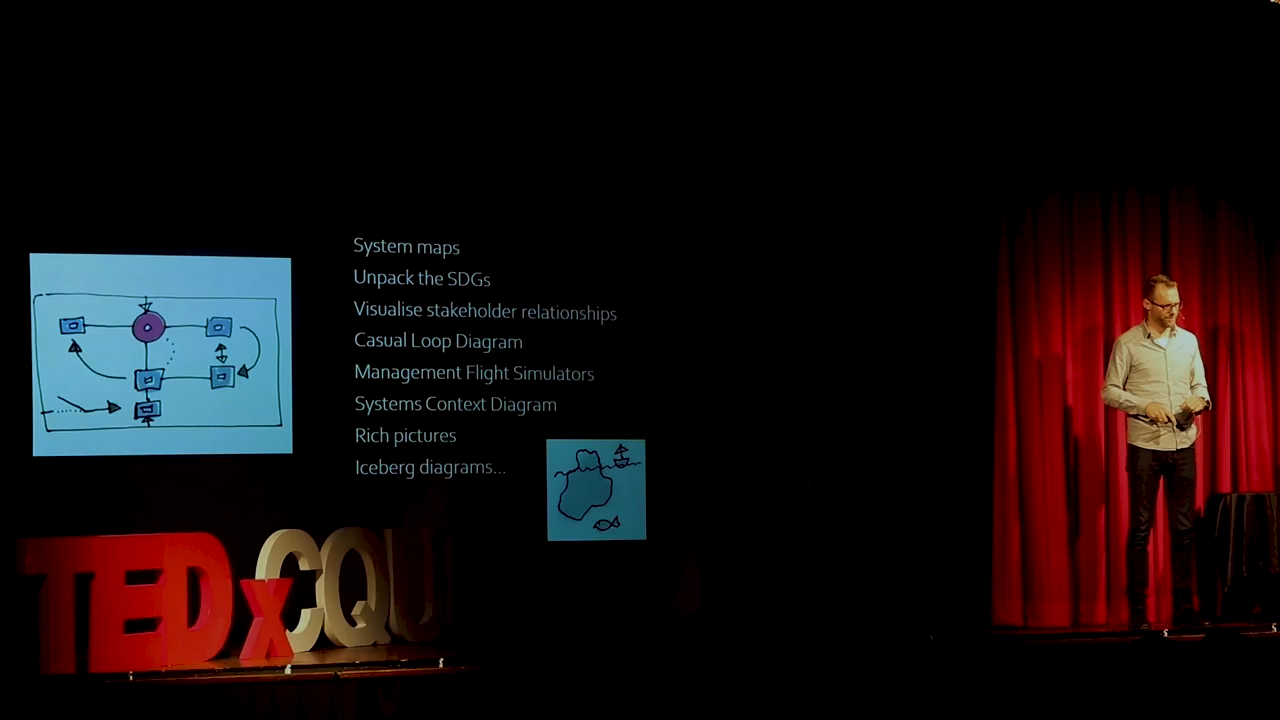 System maps
Unpack the SDGs
Visualise stakeholder relationships
Casual Loop Diagram
Management Flight Simulators
Systems Context Diagram
Rich pictures
Iceberg diagrams...
TEDxCQU